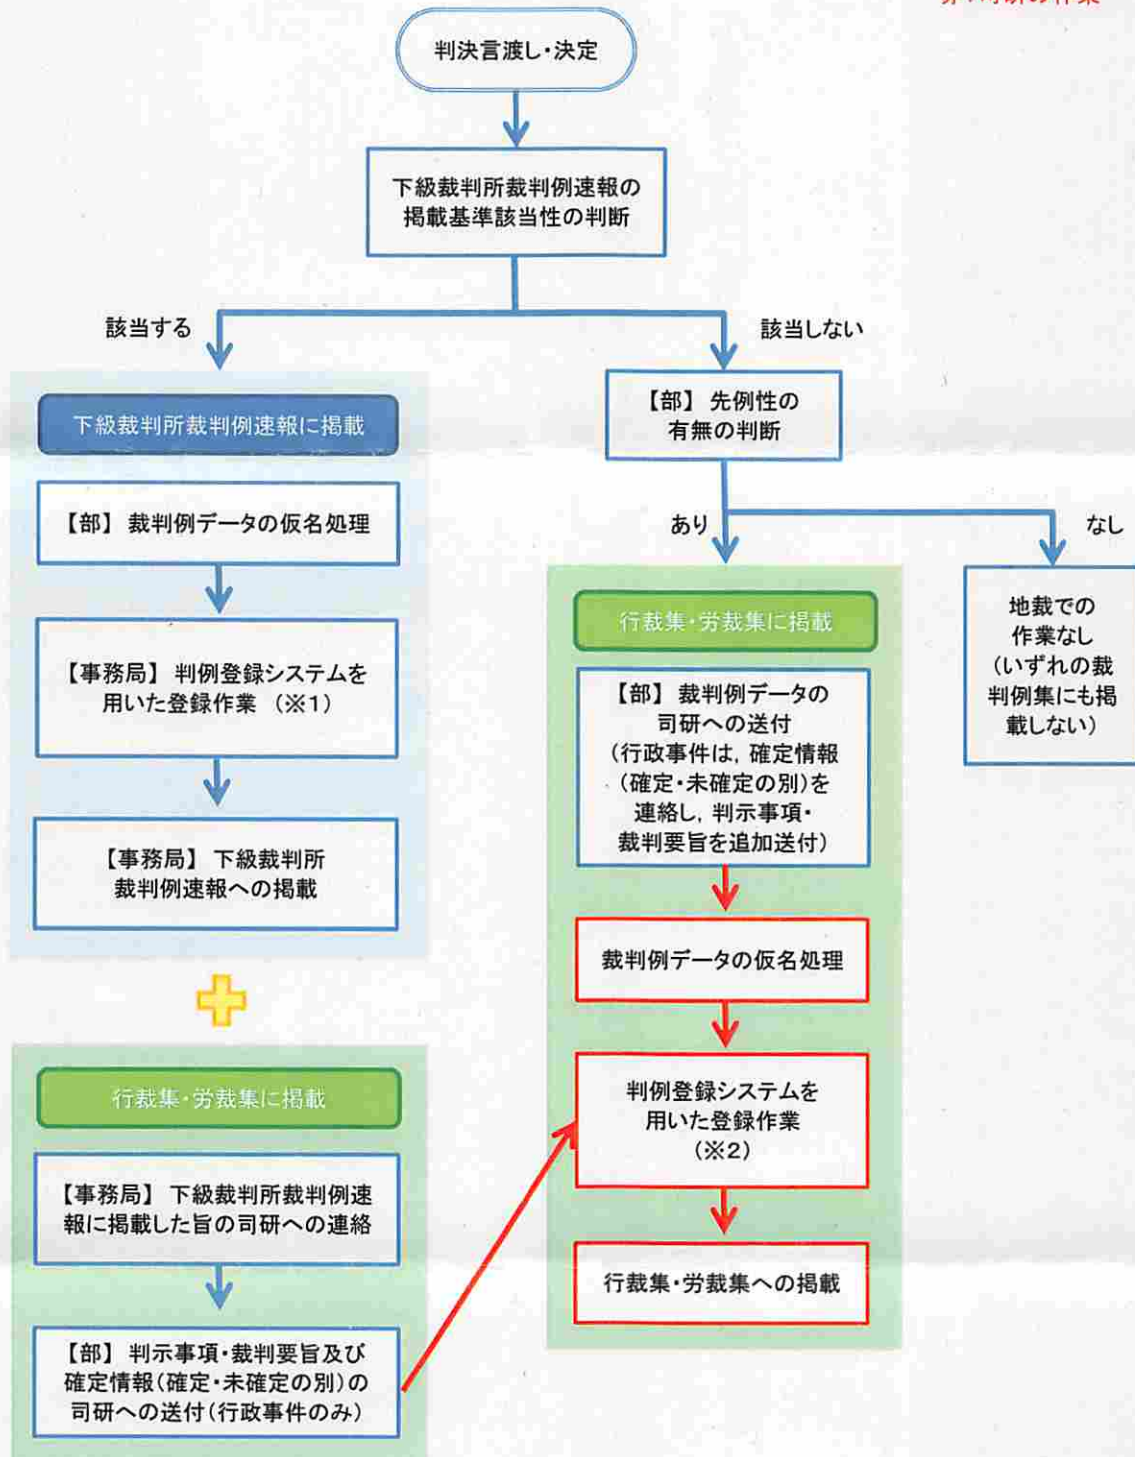 判決言渡し・決定
下級裁判所裁判例速報の
掲載基準該当性の判断
該当する
該当しない
下級裁判所裁判例速報に掲載
【部】 裁判例データの仮名処理
【事務局】 判例登録システムを
用いた登録作業 (※1)
【事務局】 下級裁判所
裁判例速報への掲載
行裁集・労裁集に掲載
【事務局】 下級裁判所裁判例速
報に掲載した旨の司研への連絡
【部】 判示事項・裁判要旨及び
確定情報(確定・未確定の別)の
司研への送付(行政事件のみ)
【部】 先例性の
有無の判断
あり
なし
行裁集・労裁集に掲載
【部】 裁判例データの
司研への送付
(行政事件は,確定情報
(確定・未確定の別)を
連絡し,判示事項・
裁判要旨を追加送付)
裁判例データの仮名処理
判例登録システムを
用いた登録作業
(※2)
行裁集・労裁集への掲載
地裁での
作業なし
(いずれの裁
判例集にも掲
載しない)